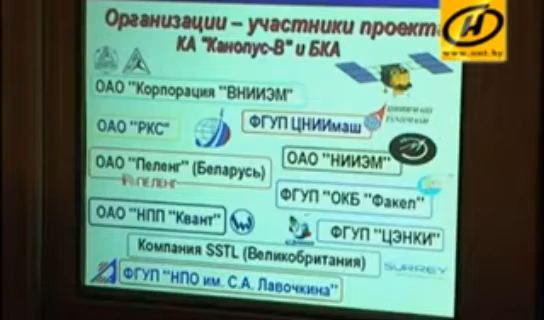 Организации – участники проекта
КА "Канопус-В" и БКА
www.ont.by
ОАО "Корпорация "ВНИИЭМ"
ОАО "РКС"
ФГУП ЦНИИмаш
ОАО "Пеленг" (Беларусь)
ПЕЛЕНГ
ОАО "НИИЭМ"
ФГУП "ОКБ "Факел"
ОАО "НПП "Квант"
ФГУП "ЦЭНКИ"
Компания SSTL (Великобритания)
SURREY
ФГУП "НПО им. С.А. Лавочкина"